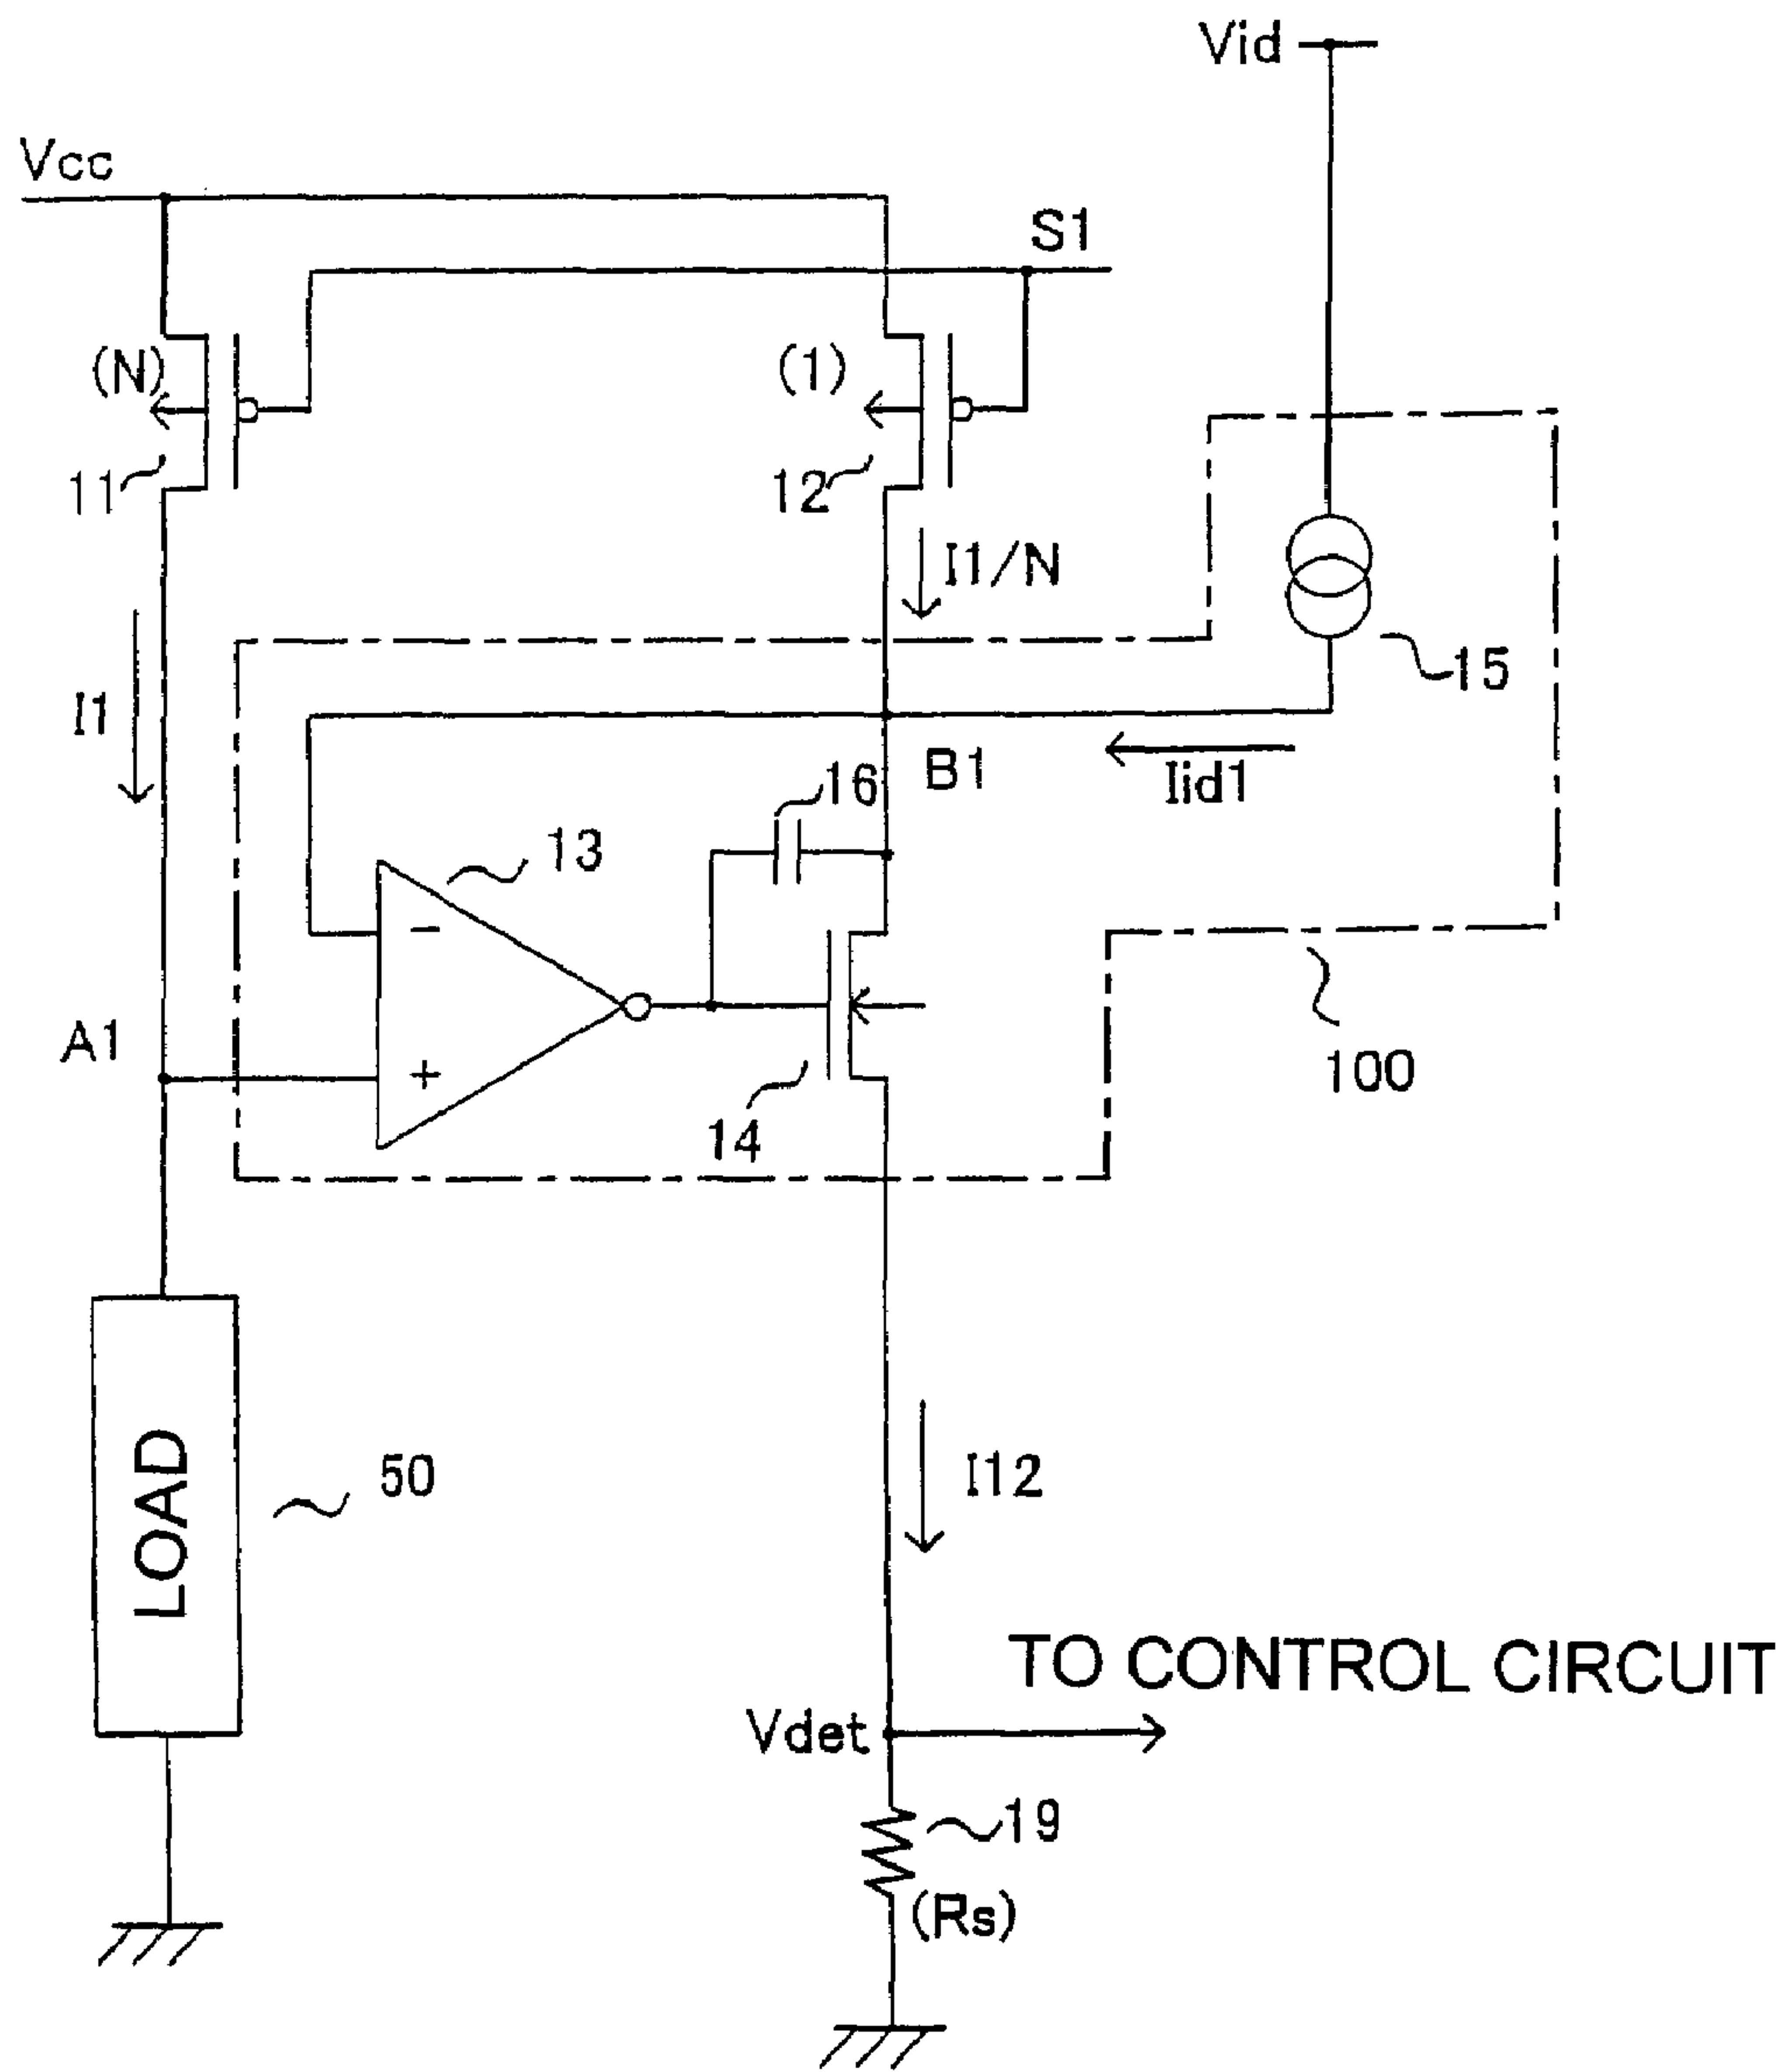 Vid
Vcc
S1
(N)
(1)
11
12
I1/N
15
I1
B1
Iid1
16
13
-
A1
+
100
14
50
LOAD
I12
TO CONTROL CIRCUIT
Vdet
19
(Rs)